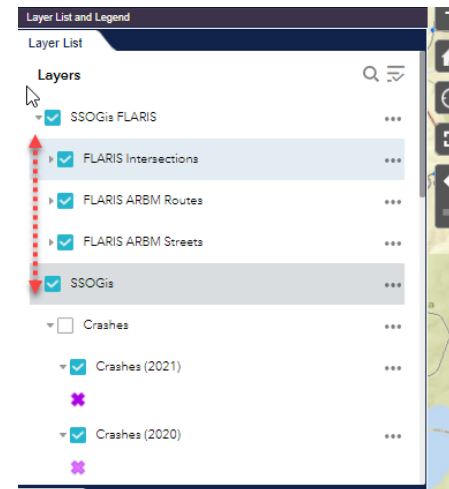 Layer List and Legend
Layer List
Layers
SSOGis FLARIS
FLARIS Intersections
FLARIS ARBM Routes
FLARIS ARBM Streets
SSOGis
Crashes
Crashes (2021)
Crashes (2020)